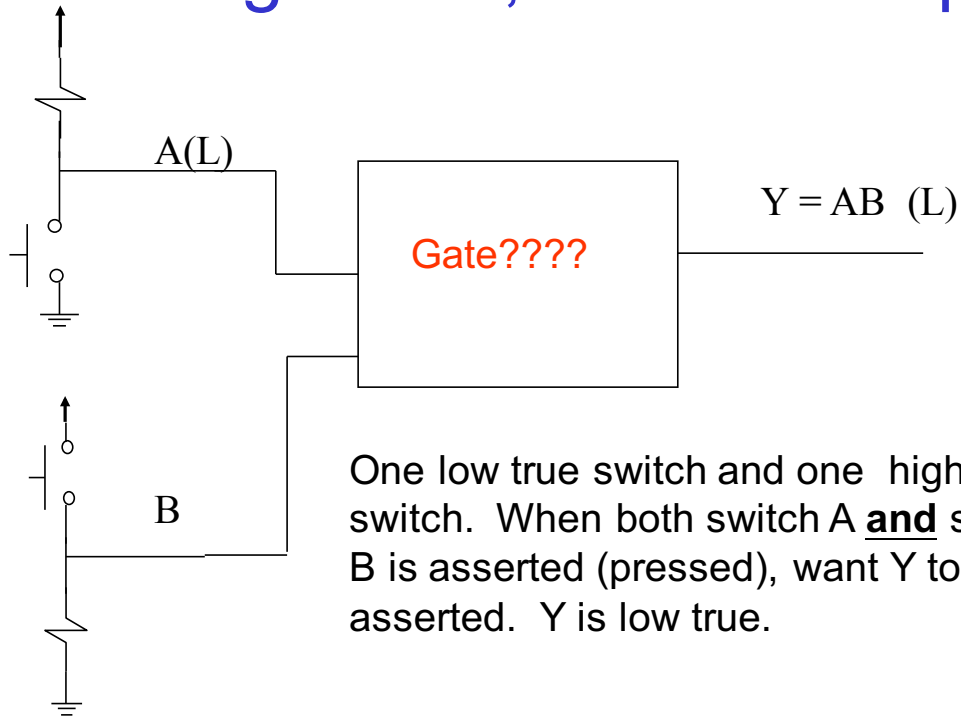 A(L)
Y = AB (L)
Gate????
B
One low true switch and one high
switch. When both switch A and s
B is asserted (pressed), want Y to
asserted. Y is low true.